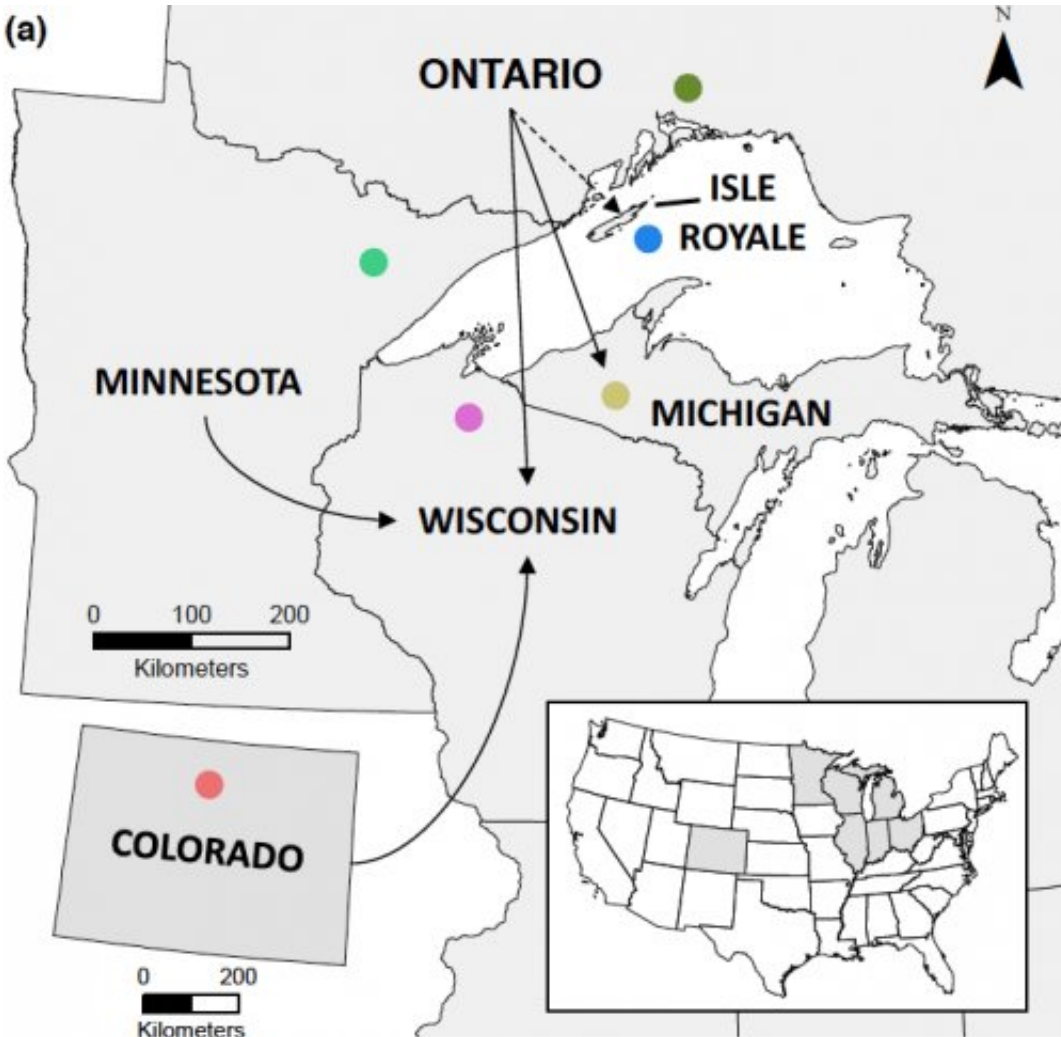 (a)
N
ONTARIO
ISLE
ROYALE
MINNESOTA
MICHIGAN
WISCONSIN
0 100 200
Kilometers
COLORADO
0 200
Kilometers